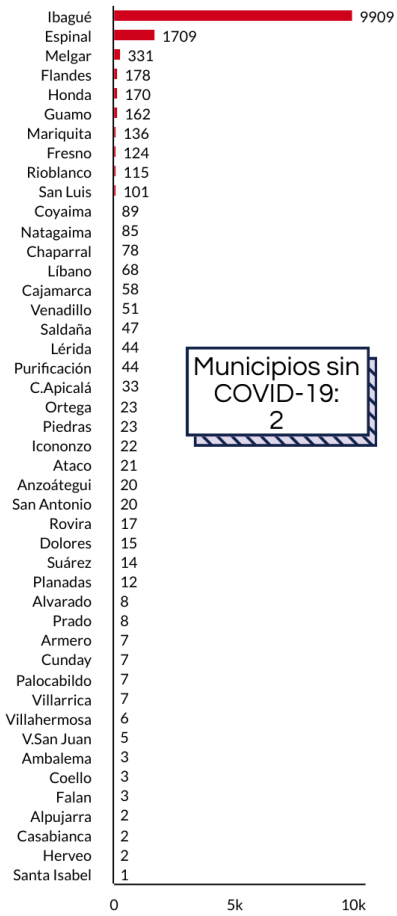 Ibagué 9909
Espinal 1709
Melgar 331
Flandes 178
Honda 170
Guamo 162
Mariquita 136
Fresno 124
Rioblanco 115
San Luis 101
Coyaima 89
Natagaima 85
Chaparral 78
Líbano 68
Cajamarca 58
Venadillo 51
Saldaña 47
Lérida 44
Purificación 44
C.Apicalá 33
Ortega 23
Piedras 23
Icononzo 22
Ataco 21
Anzoátegui 20
San Antonio 20
Rovira 17
Dolores 15
Suárez 14
Planadas 12
Alvarado 8
Prado 8
Armero 7
Cunday 7
Palocabildo 7
Villarrica 7
Villahermosa 6
V.San Juan 5
Ambalema 3
Coello 3
Falan 3
Alpujarra 2
Casabianca 2
Herveo 2
Santa Isabel 1
0 5k 10k
Municipios sin
COVID-19:
2